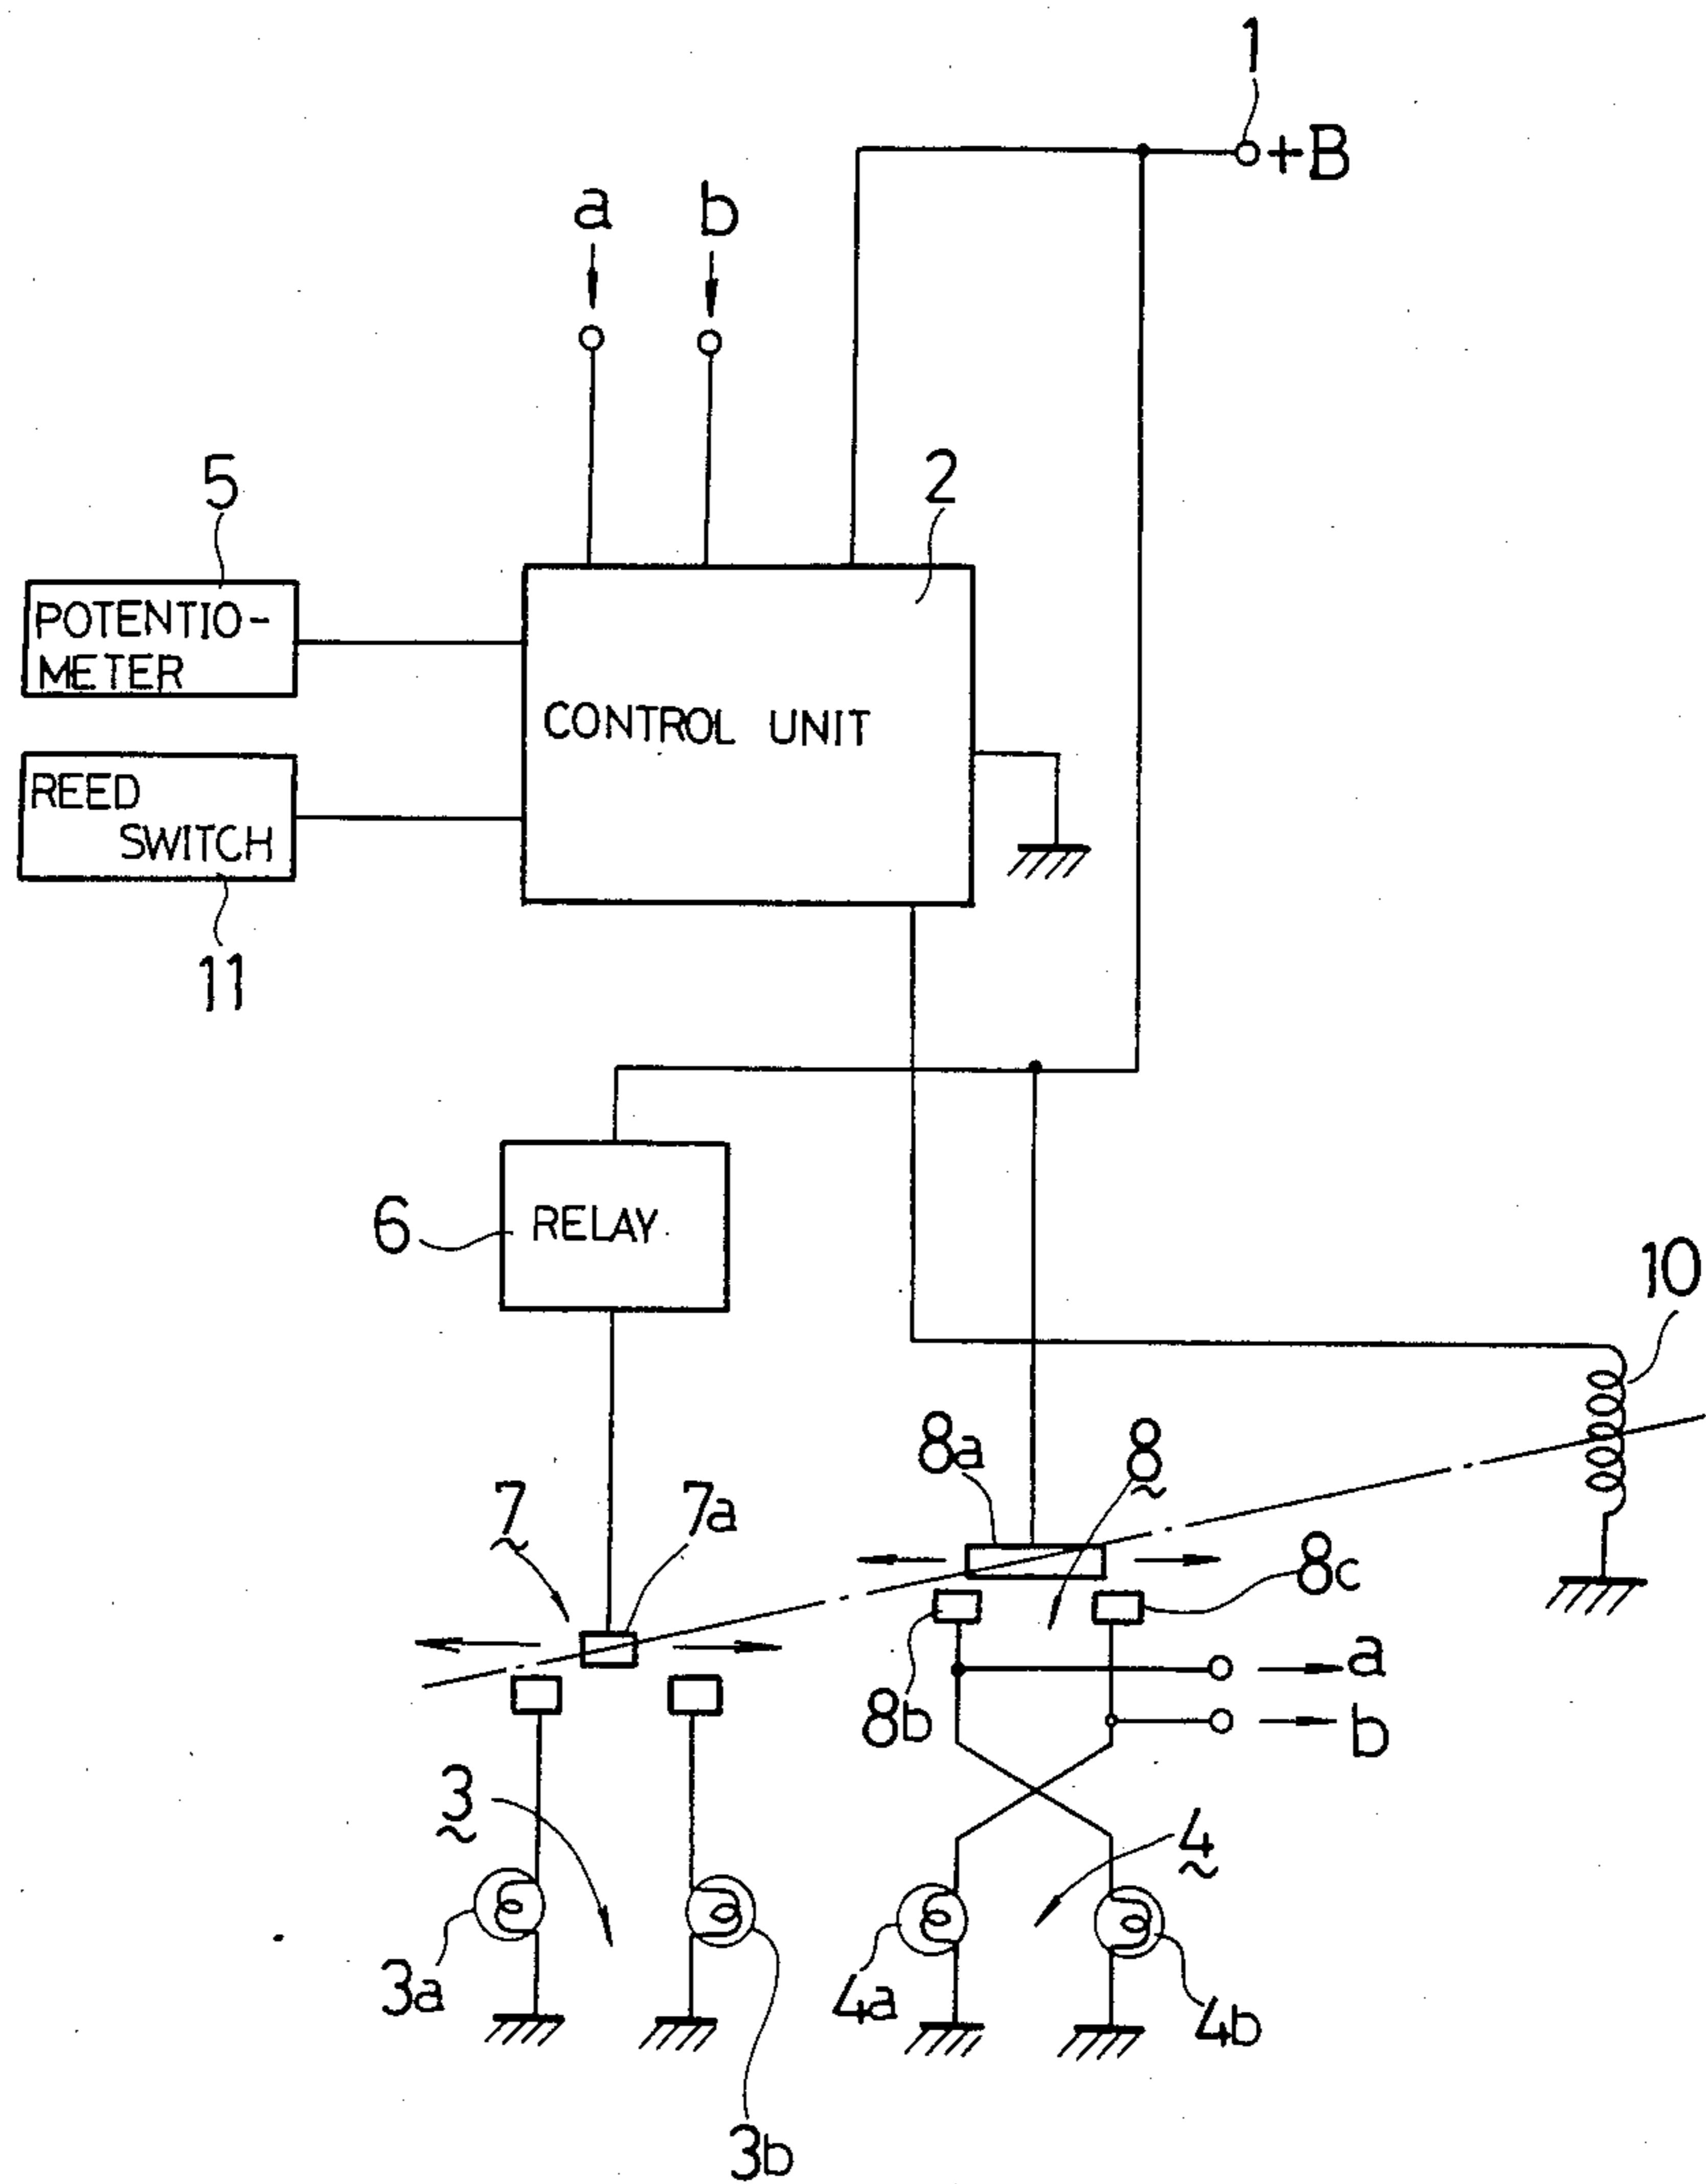 1
+B
a
b
5
2
POTENTIO-
METER
CONTROL UNIT
REED
SWITCH
11
6
RELAY
10
8a
8
7
7a
8c
a
8b
b
3
4
3a
4a
4b
3b